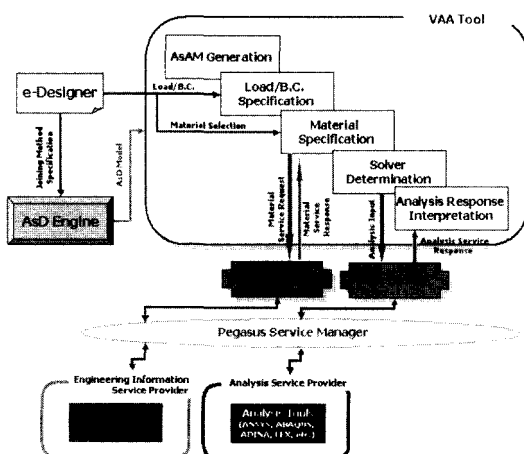 VAA Tool
AsAM Generation
e-Designer
Load/B.C.
Load/B.C.
Specification
Material Selection
Material
Specification
Joining Method
Specification
AsD Model
Solver
Determination
AsD Engine
Material
Service Request
Material
Service
Response
Analysis Input
Analysis Response
Interpretation
Analysis Service
Response
Pegasus Service Manager
Engineering Information
Service Provider
Analysis Service Provider
Analysis Tools
(ANSYS, ABAQUS,
ADINA, etc.)